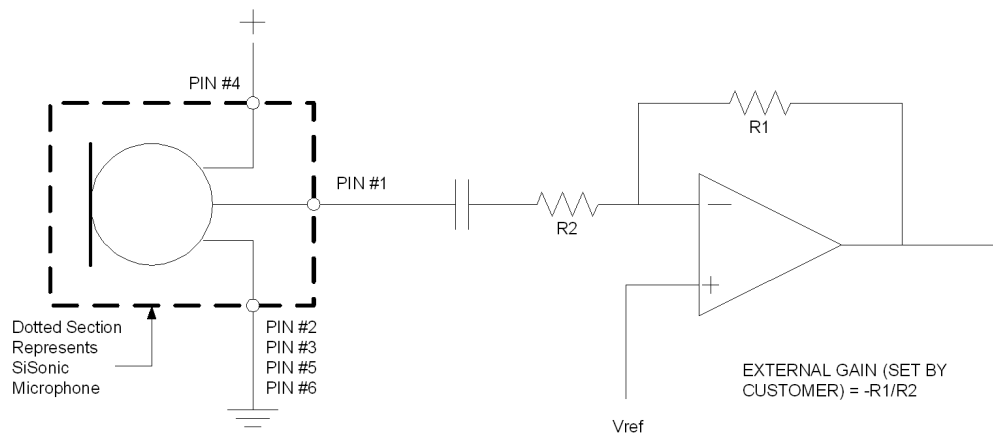 PIN #4
PIN #1
R1
R2
Dotted Section
Represents
SiSonic
Microphone
PIN #2
PIN #3
PIN #5
PIN #6
Vref
EXTERNAL GAIN (SET BY
CUSTOMER) = -R1/R2